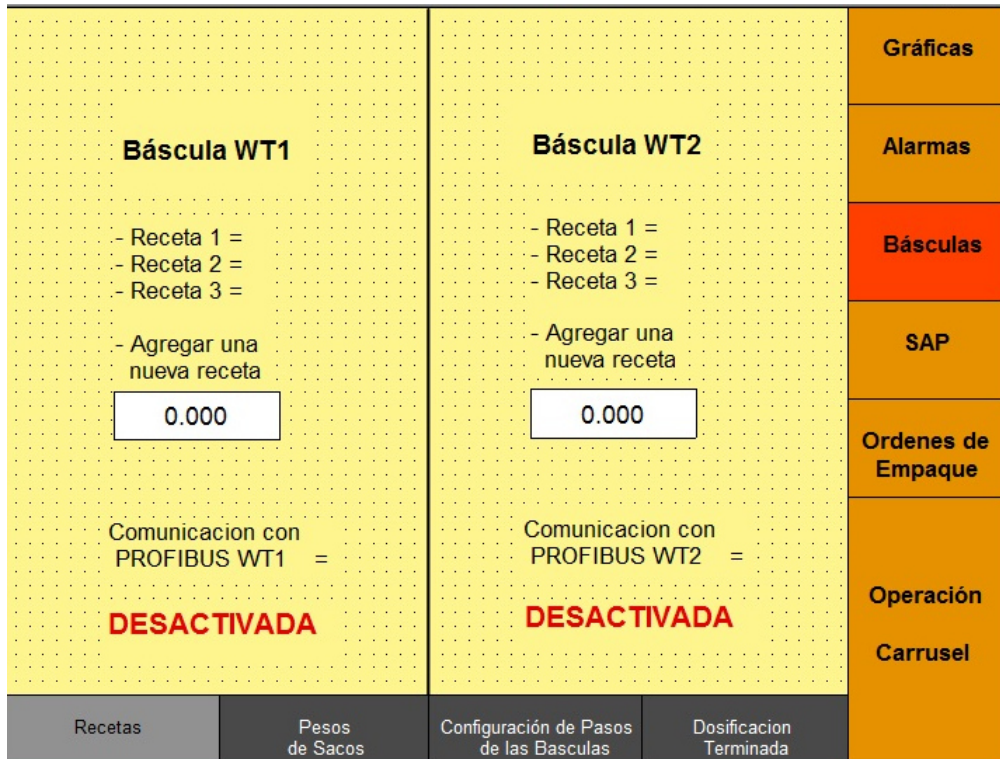 Báscula WT1
- Receta 1 =
- Receta 2 =
- Receta 3 =
- Agregar una
nueva receta
0.000
Comunicacion con
PROFIBUS WT1 =
DESACTIVADA
Báscula WT2
- Receta 1 =
- Receta 2 =
- Receta 3 =
- Agregar una
nueva receta
0.000
Comunicacion con
PROFIBUS WT2 =
DESACTIVADA
Gráficas
Alarmas
Básculas
SAP
Ordenes de
Empaque
Operación
Carrusel
Recetas
Pesos
de Sacos
Configuración de Pasos
de las Basculas
Dosificacion
Terminada